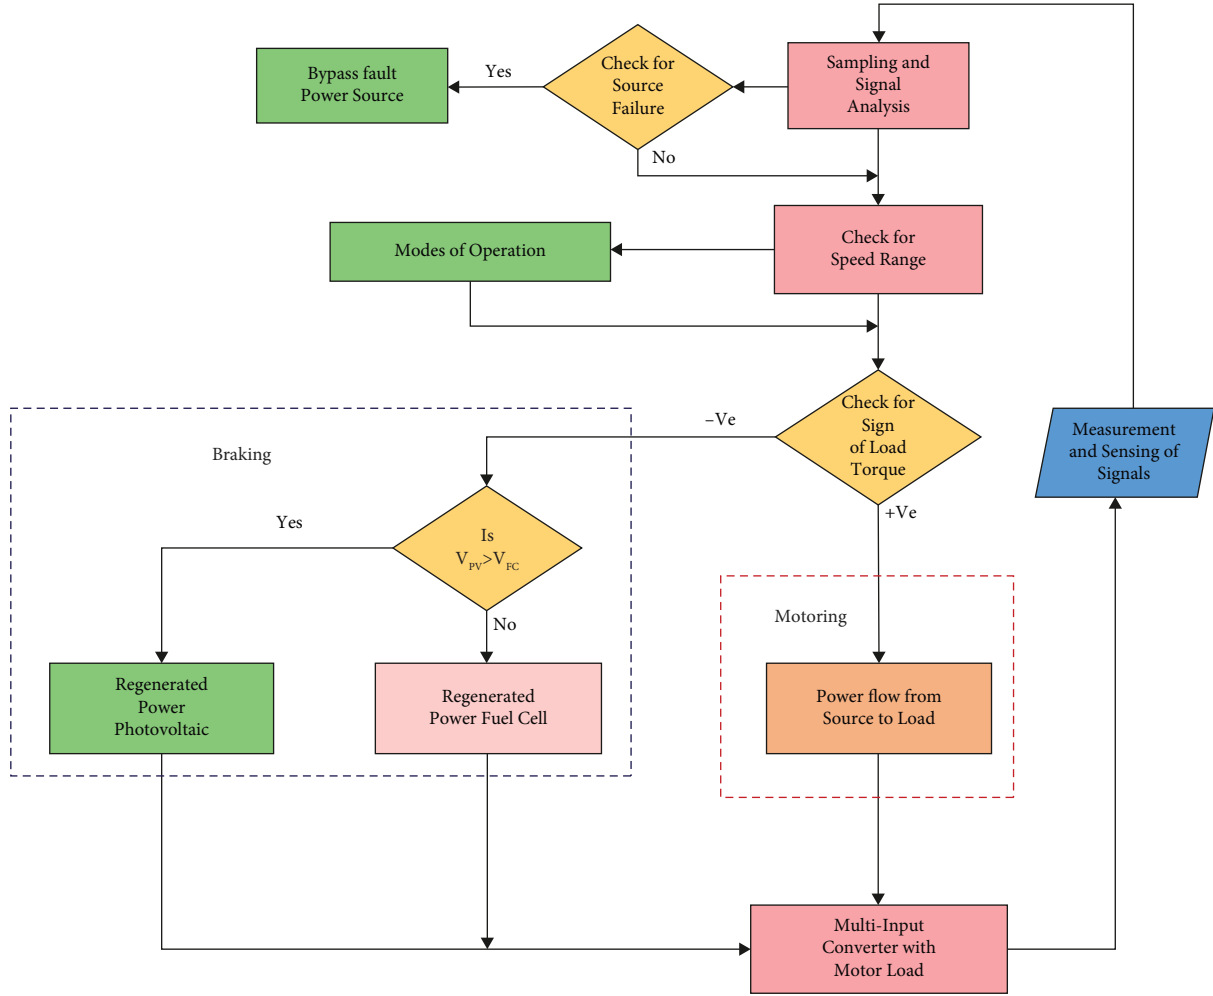 Bypass fault
Power Source
Yes
Check for
Source
Failure
No
Sampling and
Signal
Analysis
Modes of Operation
Check for
Speed Range
Check for
Sign
of Load
Torque
–Ve
+Ve
Measurement
and Sensing of
Signals
Braking
Is
V_PV>V_FC
Yes
No
Regenerated
Power
Photovoltaic
Regenerated
Power Fuel Cell
Motoring
Power flow from
Source to Load
Multi-Input
Converter with
Motor Load